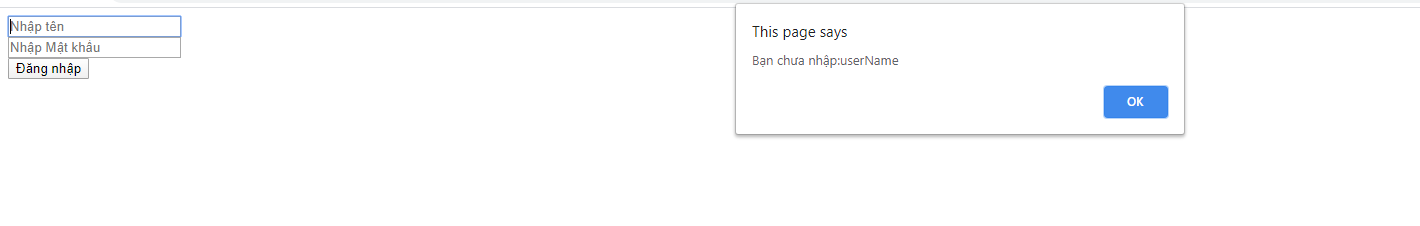 Nhập tên
Nhập Mật khẩu
Đăng nhập
This page says
Bạn chưa nhập:userName
OK